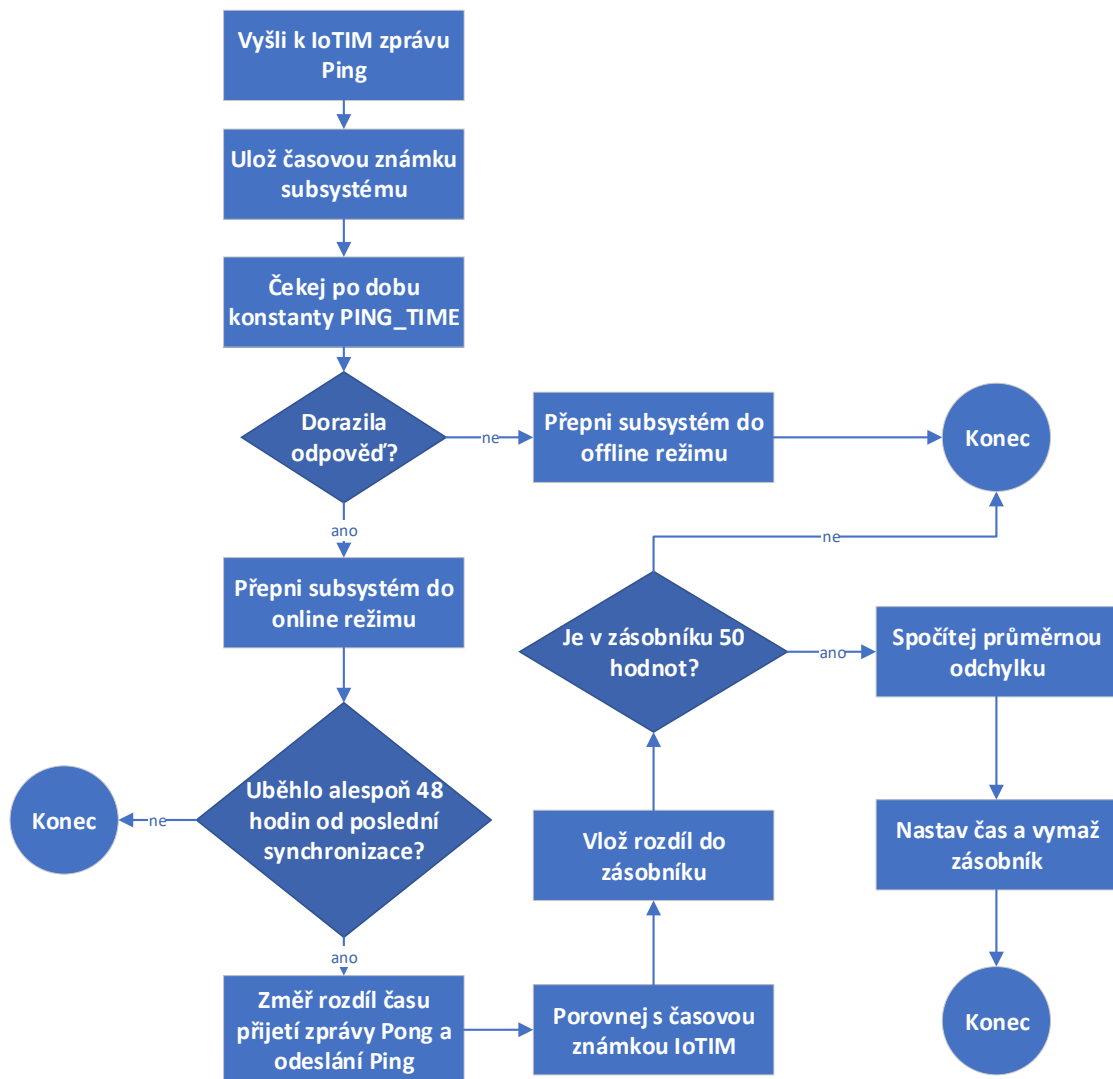 Vyšli k IoTIM zprávu
Ping
Ulož časovou známku
subsystému
Čekej po dobu
konstanty PING_TIME
Dorazila
odpověď?
ne
Přepni subsystém do
offline režimu
Konec
ano
Přepni subsystém do
online režimu
ne
Je v zásobníku 50
hodnot?
ano
Spočítej průměrnou
odchylku
Uběhlo alespoň 48
hodin od poslední
synchronizace?
ne
Konec
Vlož rozdíl do
zásobníku
Nastav čas a vymaž
zásobník
ano
Změř rozdíl času
přijetí zprávy Pong a
odeslání Ping
Porovnej s časovou
známkou IoTIM
Konec